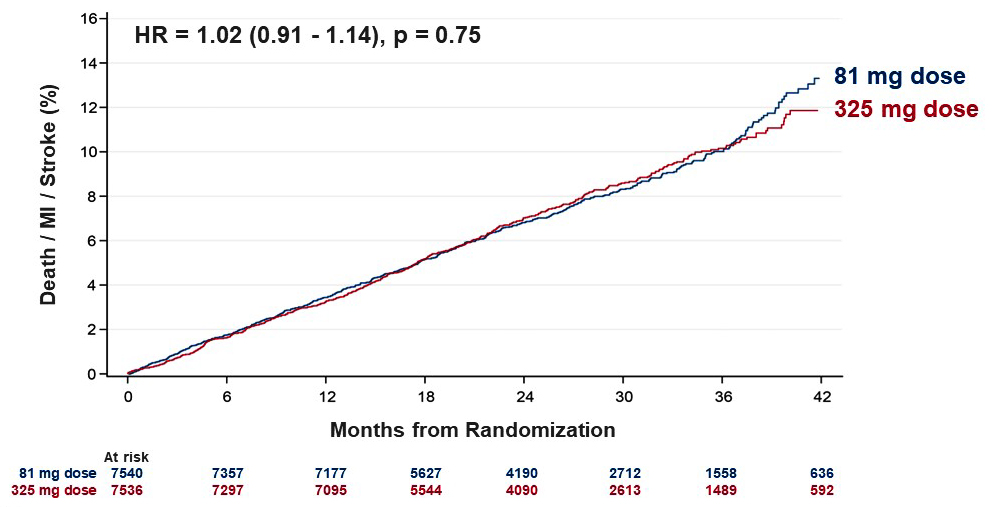 HR = 1.02 (0.91 - 1.14), p = 0.75
Death / MI / Stroke (%)
16
14
12
10
8
6
4
2
0
81 mg dose
325 mg dose
0 6 12 18 24 30 36 42
Months from Randomization
At risk
81 mg dose 7540 7357 7177 5627 4190 2712 1558 636
325 mg dose 7536 7297 7095 5544 4090 2613 1489 592